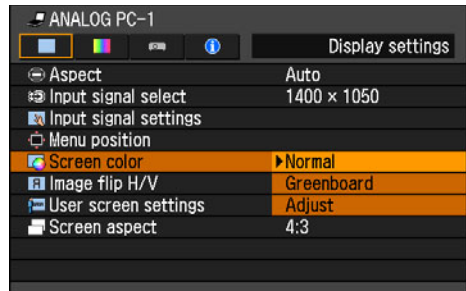 ANALOG PC-1
Display settings
Aspect Auto
Input signal select 1400 × 1050
Input signal settings
Menu position
Screen color Normal
Image flip H/V Greenboard
User screen settings Adjust
Screen aspect 4:3